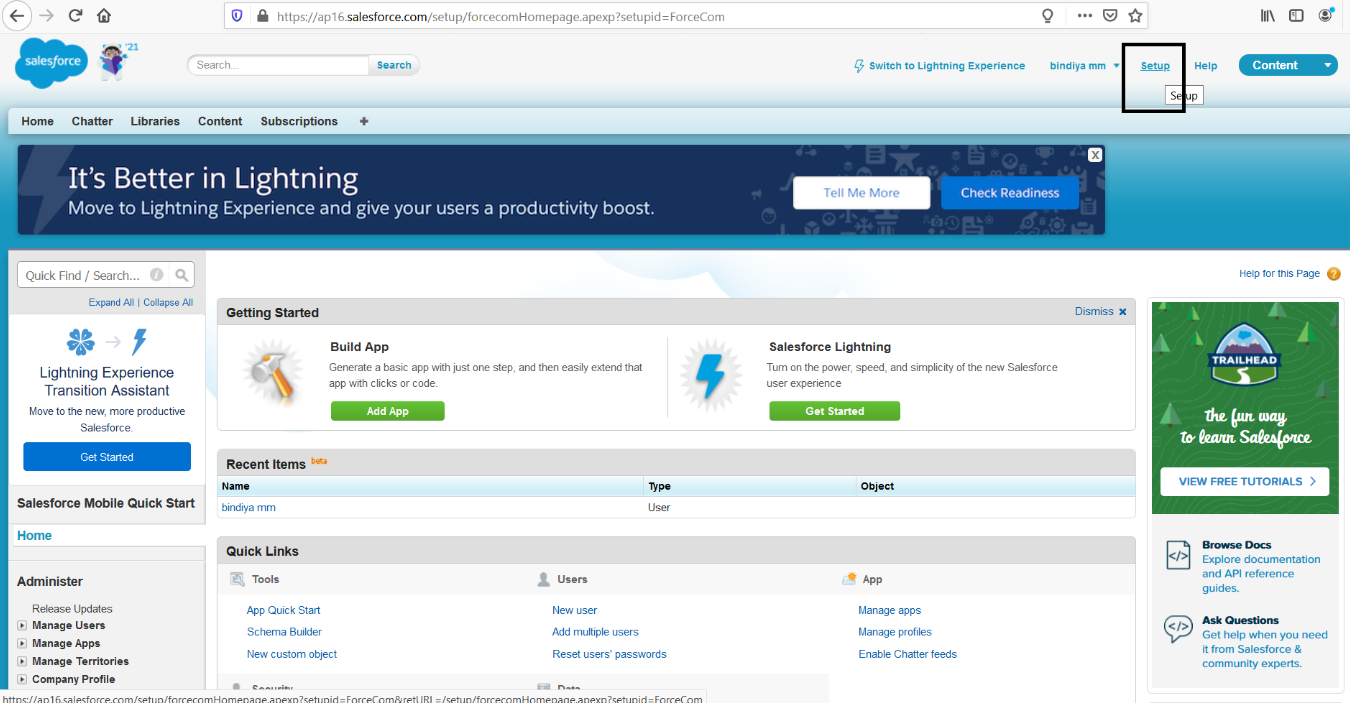 https://ap16.salesforce.com/setup/forcecomHomepage.apexp?setupid=ForceCom
salesforce
'21
Search...
Search
Switch to Lightning Experience
bindiya mm
Setup
Help
Content
Setup
Home
Chatter
Libraries
Content
Subscriptions
+
It's Better in Lightning
Move to Lightning Experience and give your users a productivity boost.
Tell Me More
Check Readiness
X
Quick Find / Search...
Expand All | Collapse All
Lightning Experience
Transition Assistant
Move to the new, more productive
Salesforce.
Get Started
Salesforce Mobile Quick Start
Home
Administer
Release Updates
Manage Users
Manage Apps
Manage Territories
Company Profile
Help for this Page ?
Getting Started
Dismiss x
Build App
Generate a basic app with just one step, and then easily extend that
app with clicks or code.
Add App
Salesforce Lightning
Turn on the power, speed, and simplicity of the new Salesforce
user experience
Get Started
Recent Items beta
Name Type Object
bindiya mm User
Quick Links
Tools
App Quick Start
Schema Builder
New custom object
Users
New user
Add multiple users
Reset users' passwords
App
Manage apps
Manage profiles
Enable Chatter feeds
Security
Data
TRAILHEAD
the fun way
to learn Salesforce
VIEW FREE TUTORIALS >
Browse Docs
Explore documentation
and API reference
guides.
Ask Questions
Get help when you need
it from Salesforce &
community experts.
https://ap16.salesforce.com/setup/forcecomHomepage.apexp?setupid=ForceCom&retURL=/setup/forcecomHomepage.apexp?setupid=ForceCom